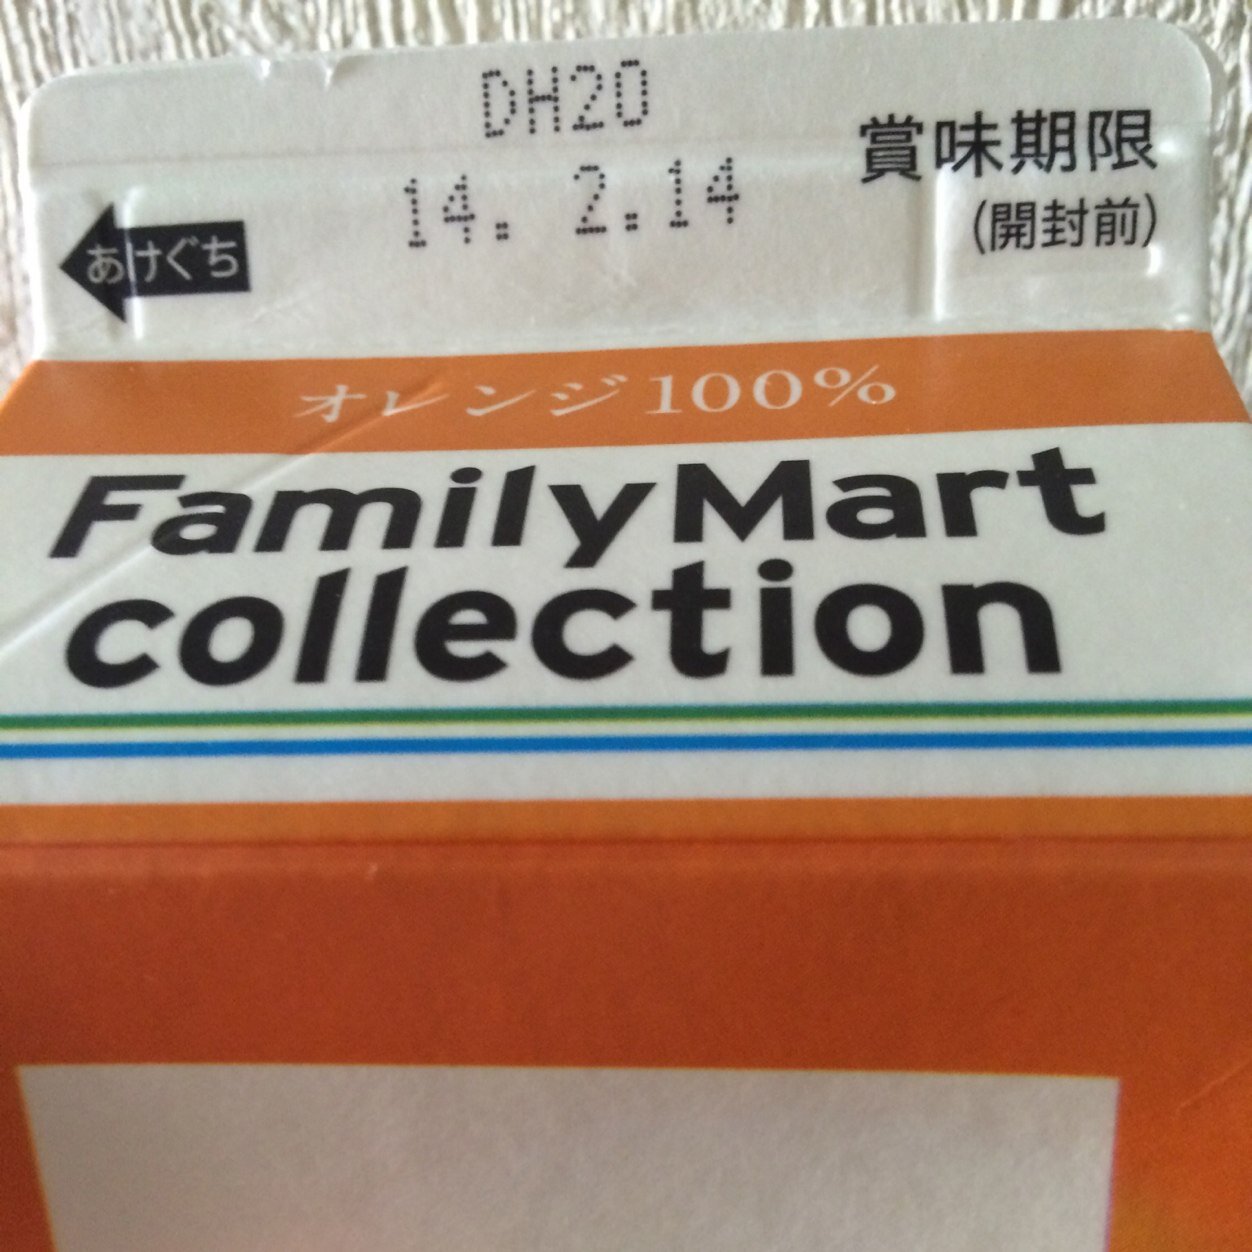 DH20
賞味期限
14. 2.14
(開封前)
あけぐち
オレンジ100%
FamilyMart
collection